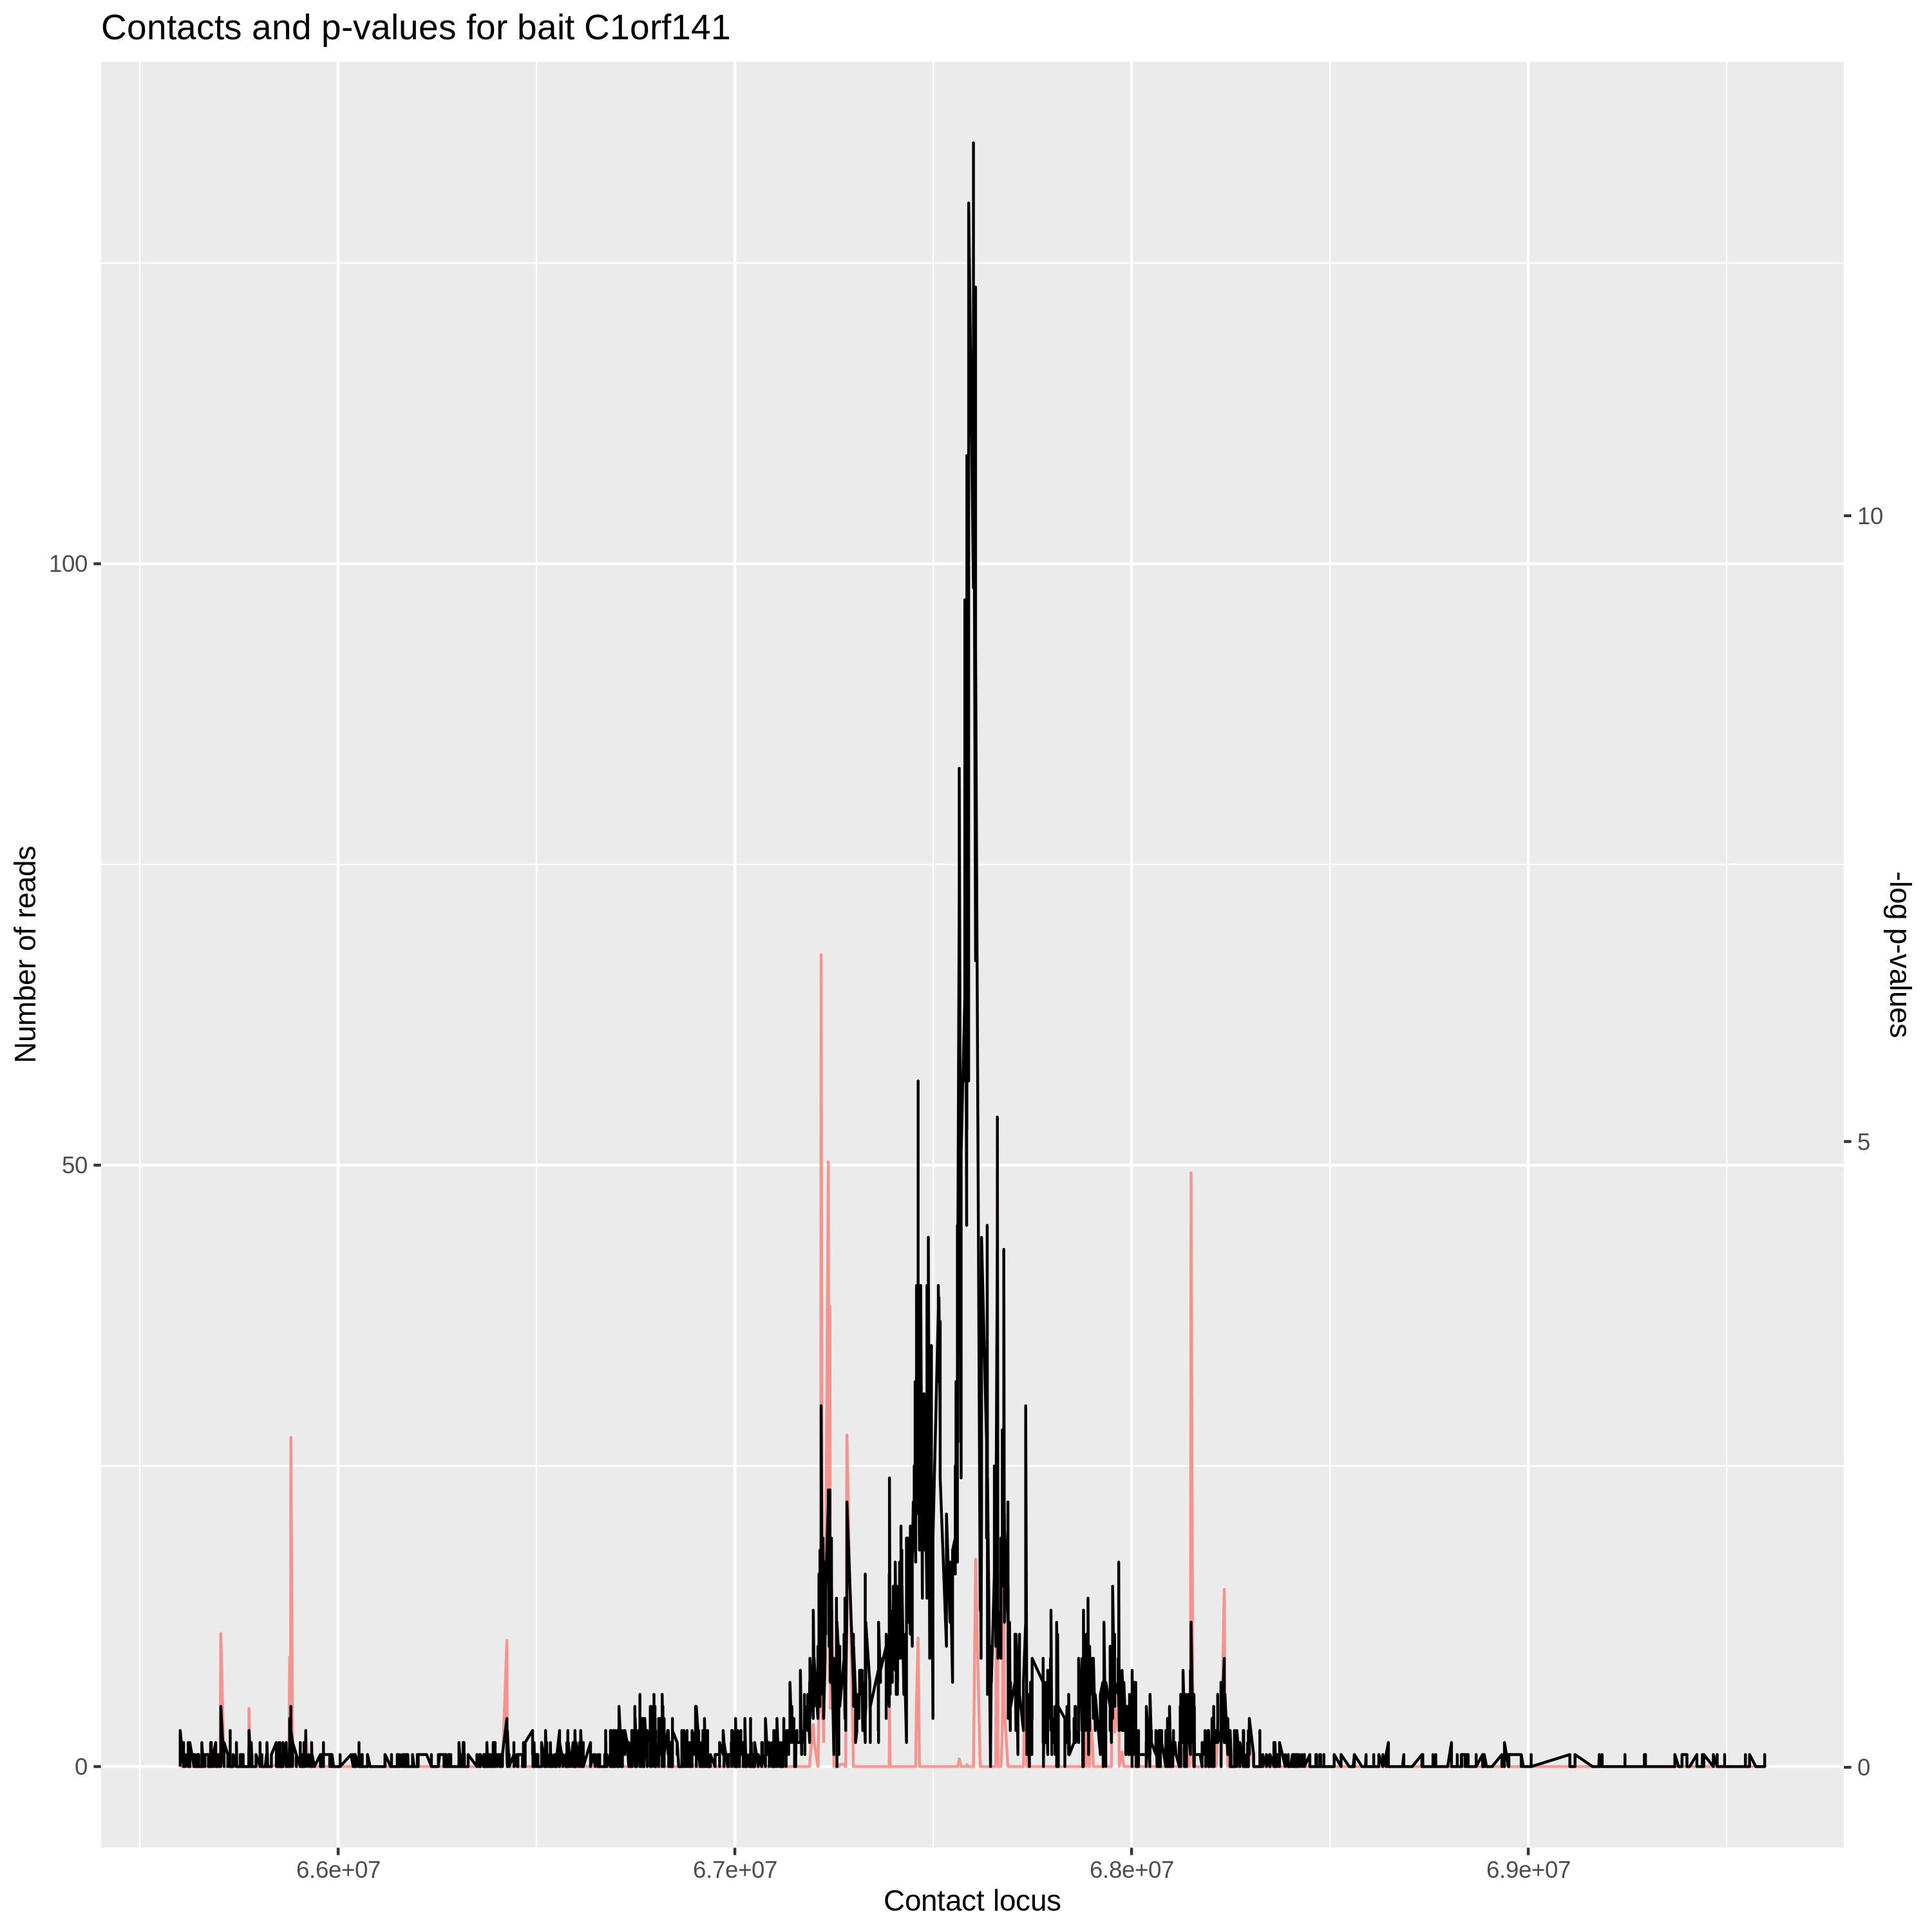 Contacts and p-values for bait C1orf141
Number of reads
100
50
0
10
5
0
-log p-values
6.6e+07
6.7e+07
6.8e+07
6.9e+07
Contact locus